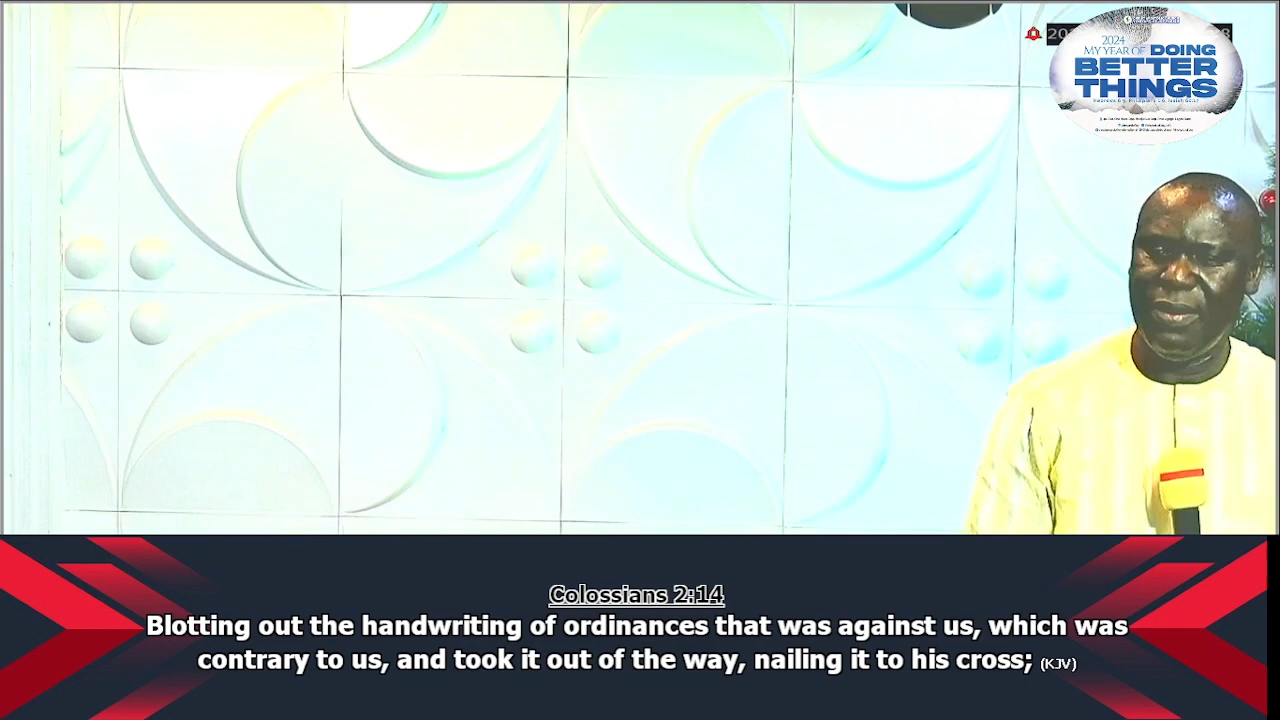 2024
MY YEAR OF DOING
BETTER
THINGS
Colossians 2:14
Blotting out the handwriting of ordinances that was against us, which was
contrary to us, and took it out of the way, nailing it to his cross; (KJV)